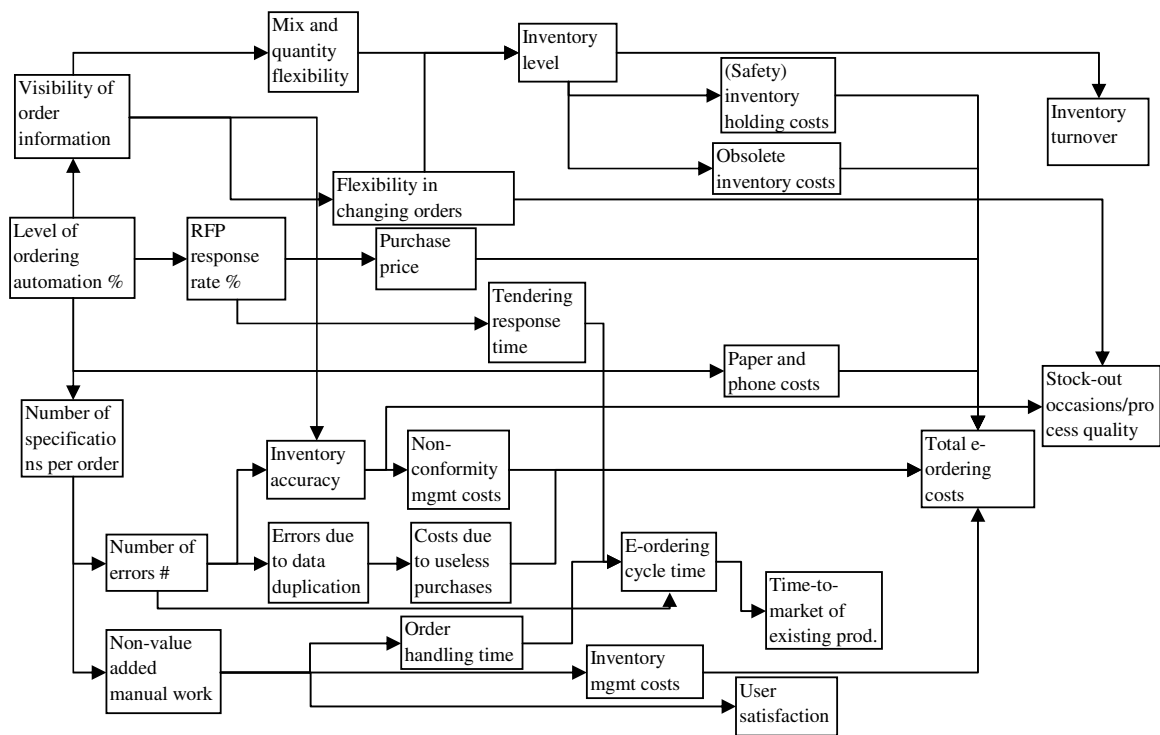 Mix and
quantity
flexibility
Inventory
level
(Safety)
inventory
holding costs
Inventory
turnover
Visibility of
order
information
Obsolete
inventory costs
Flexibility in
changing orders
Level of
ordering
automation %
RFP
response
rate %
Purchase
price
Tendering
response
time
Paper and
phone costs
Stock-out
occasions/pro
cess quality
Number of
specificatio
ns per order
Inventory
accuracy
Non-
conformity
mgmt costs
Total e-
ordering
costs
Number of
errors #
Errors due
to data
duplication
Costs due
to useless
purchases
E-ordering
cycle time
Time-to-
market of
existing prod.
Non-value
added
manual work
Order
handling time
Inventory
mgmt costs
User
satisfaction